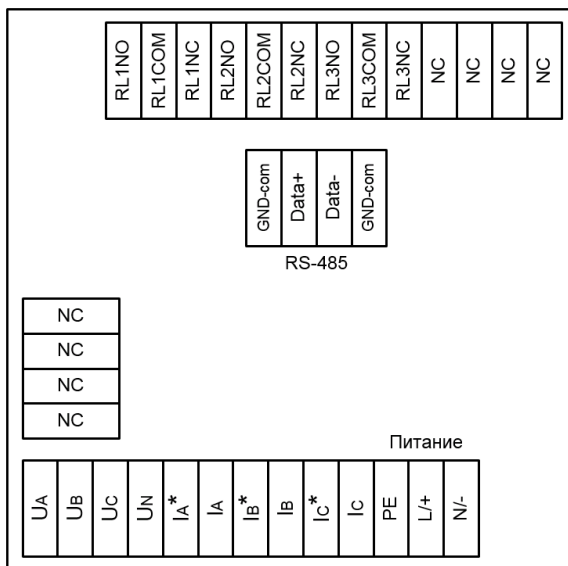 RL1NO RL1COM RL1NC RL2NO RL2COM RL2NC RL3NO RL3COM RL3NC NC NC NC NC
GND-com Data+ Data- GND-com
RS-485
NC
NC
NC
NC
Питание
UA UB UC UN IA* IA IB* IB IC* IC PE L/+ N/-